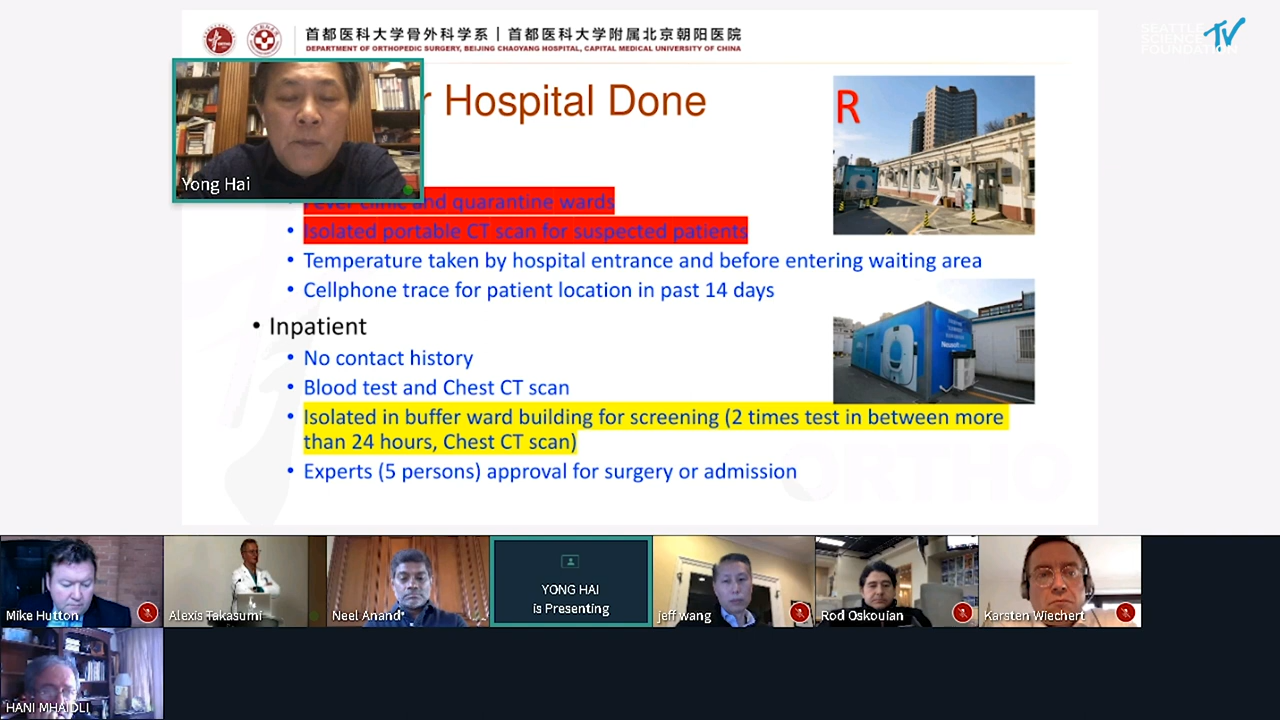 首都医科大学骨外科学系 | 首都医科大学附属北京朝阳医院
DEPARTMENT OF ORTHOPEDIC SURGERY, BEIJING CHAOYANG HOSPITAL, CAPITAL MEDICAL UNIVERSITY OF CHINA
SEATTLE
SCIENCE
FOUNDATION
TV
Hospital Done
R
Yong Hai
• Fever clinic and quarantine wards
• Isolated portable CT scan for suspected patients
• Temperature taken by hospital entrance and before entering waiting area
• Cellphone trace for patient location in past 14 days
• Inpatient
• No contact history
• Blood test and Chest CT scan
• Isolated in buffer ward building for screening (2 times test in between more
than 24 hours, Chest CT scan)
• Experts (5 persons) approval for surgery or admission
ORTHO
Mike Hutton
Alexis Takasumi
Neel Anand
YONG HAI
is Presenting
jeff wang
Rod Oskouian
Karsten Wiechert
HANI MHAIDLI